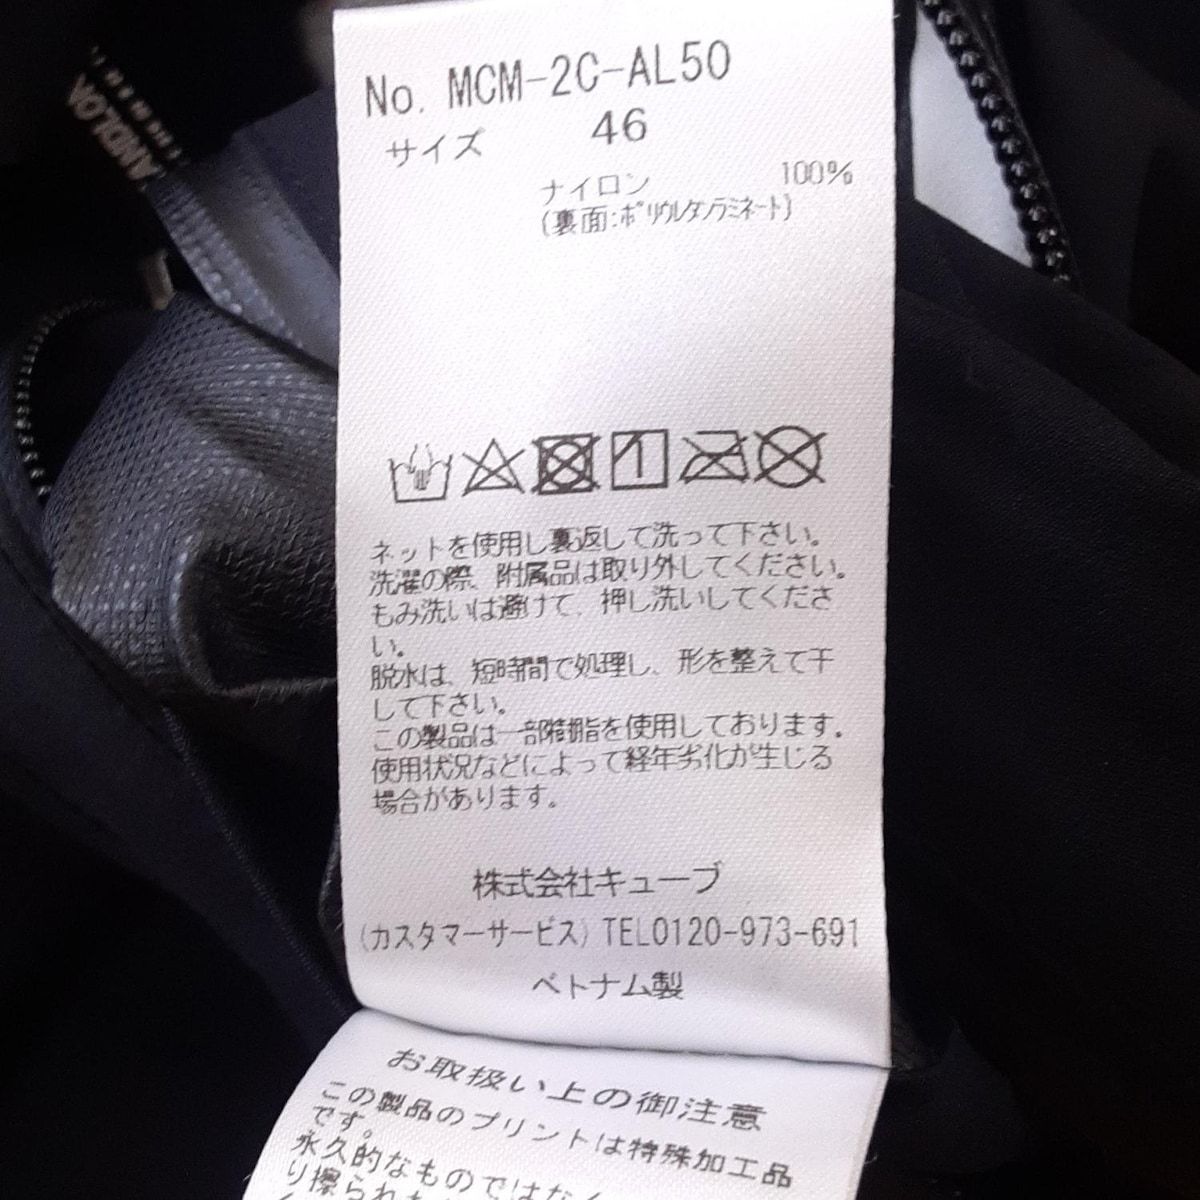 No. MCM-2C-AL50
サイズ 46
ナイロン 100%
(裏面:ポリウレタンラミネート)
ネットを使用し裏返して洗って下さい。
洗濯の際、附属品は取り外してください。
もみ洗いは避けて、押し洗いしてくださ
い。
脱水は、短時間で処理し、形を整えて干
して下さい。
この製品は一部樹脂を使用しております。
使用状況などによって経年劣化が生じる
場合があります。
株式会社キューブ
(カスタマーサービス) TEL0120-973-691
ベトナム製
お取扱い上の御注意
この製品のプリントは特殊加工品
です。
永久的なものではなく
り擦られ